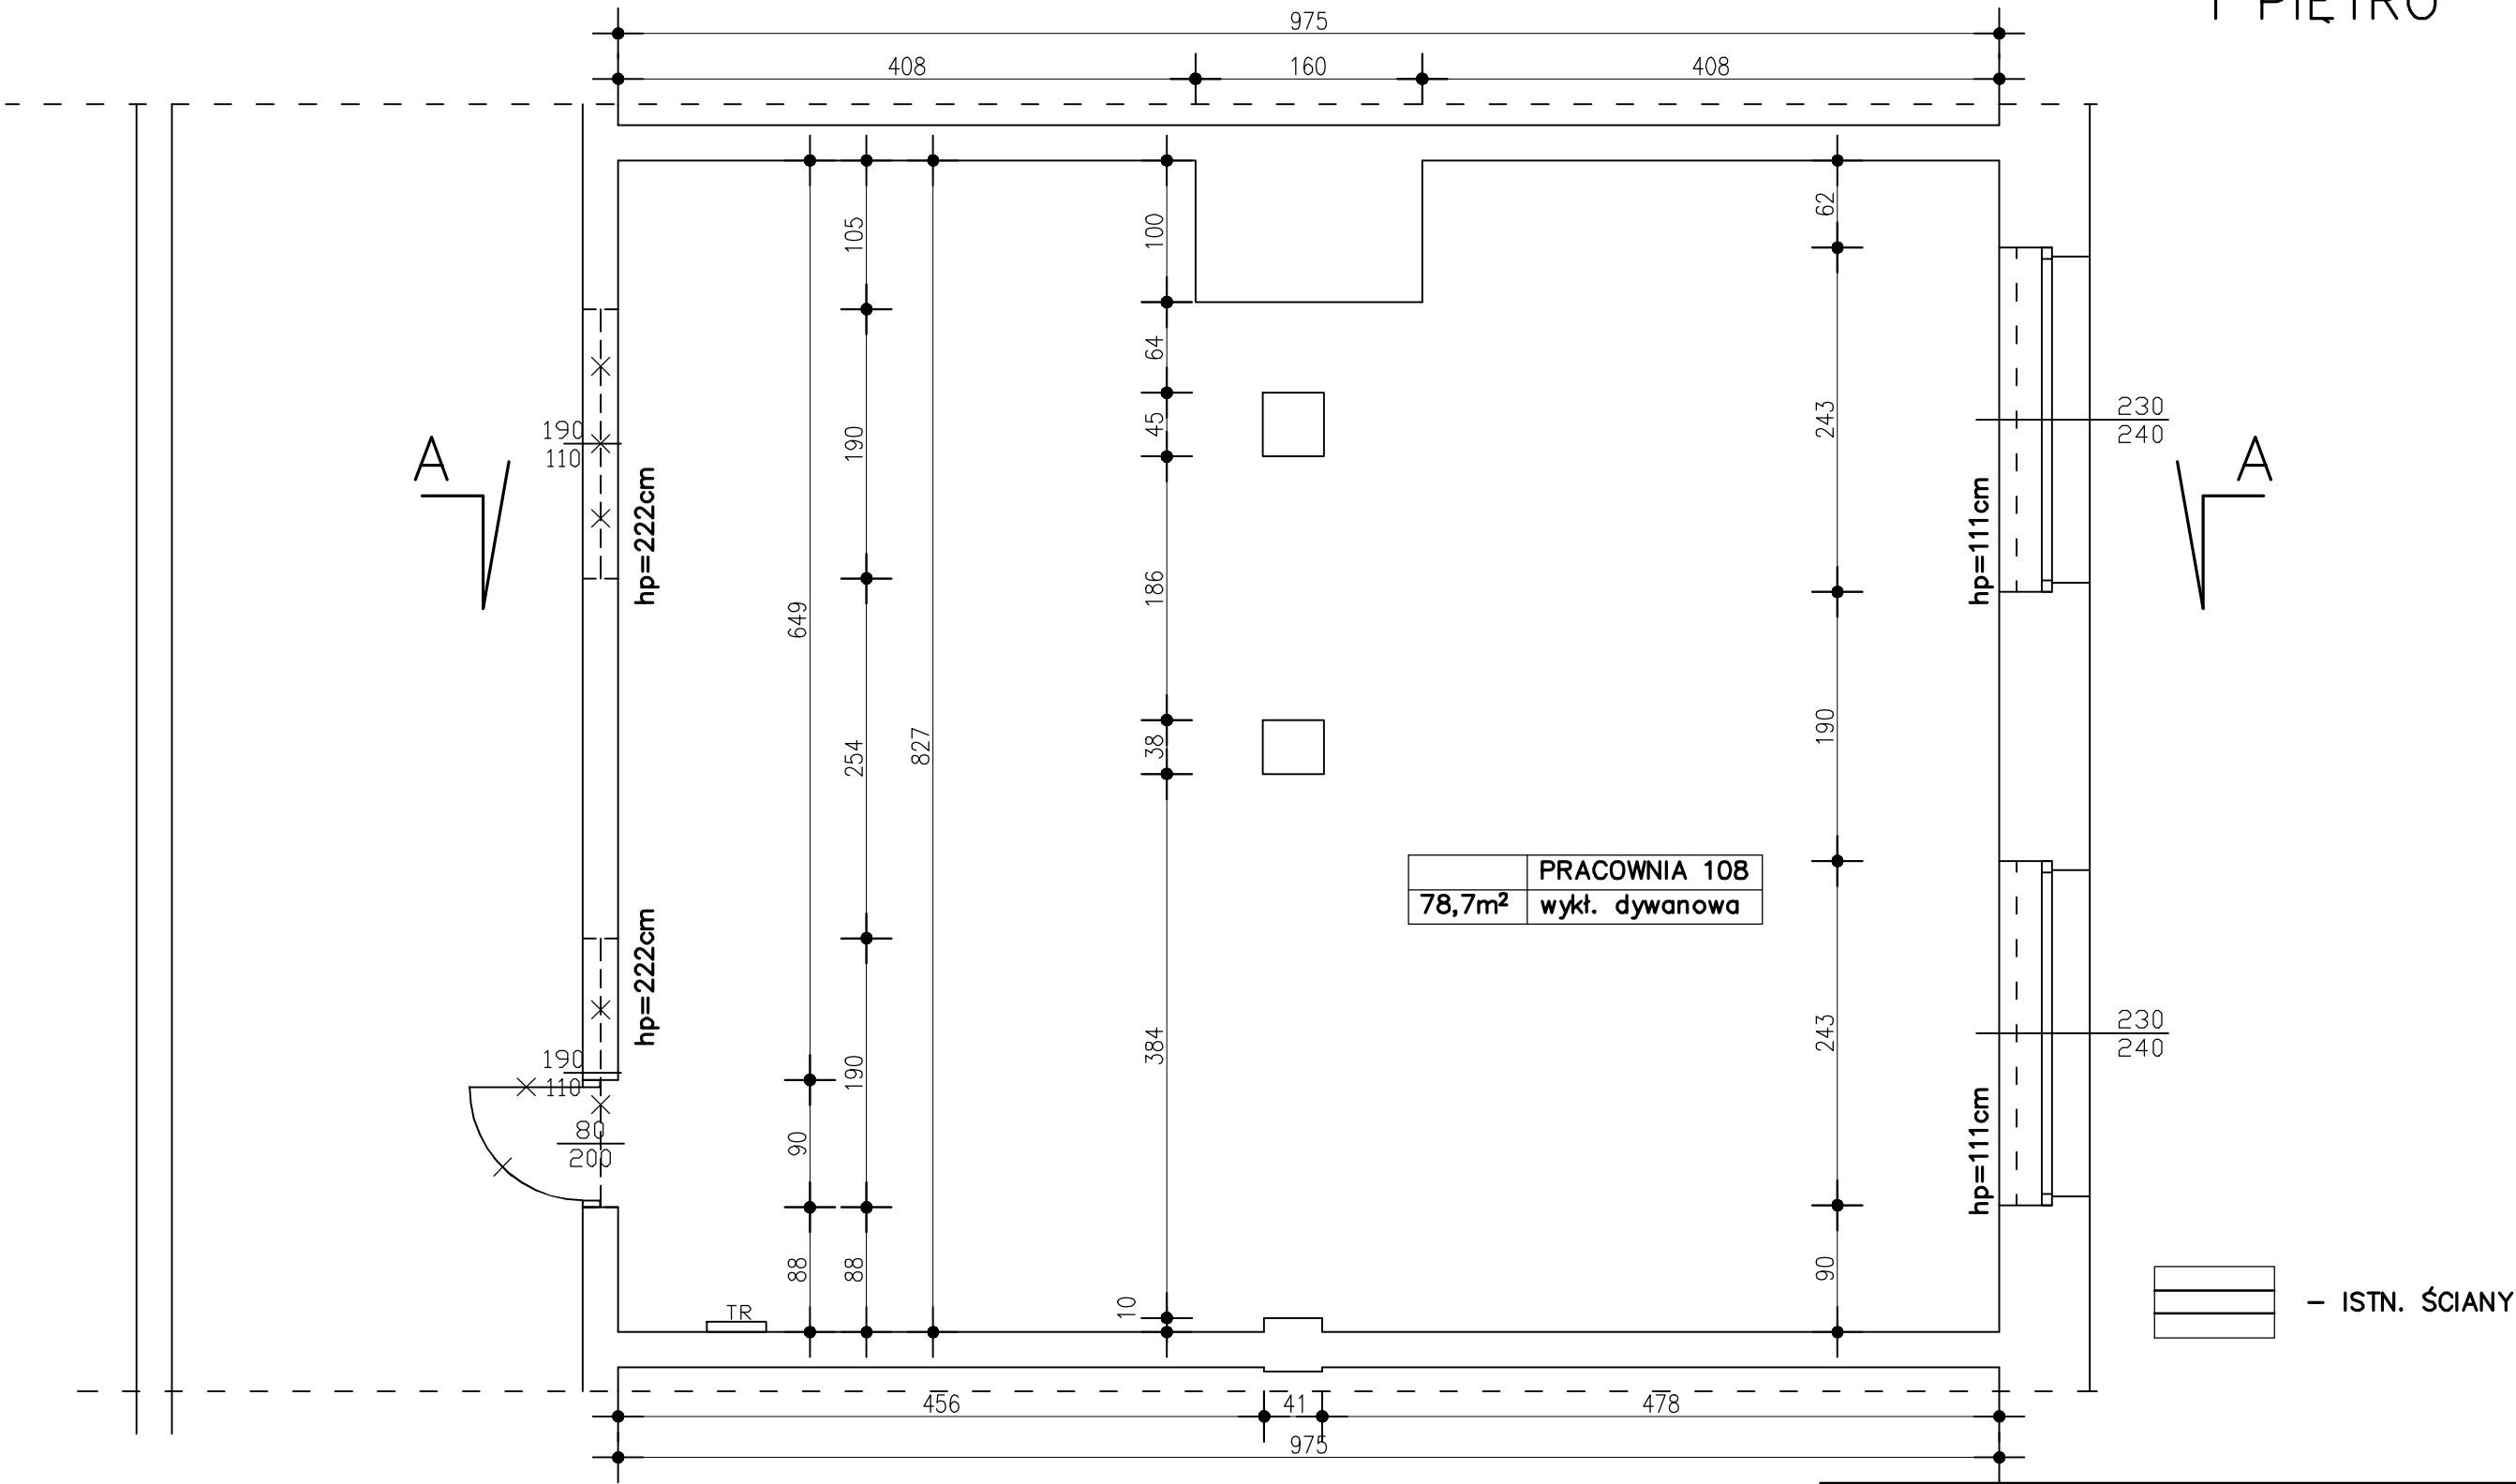 975
1 PIĘTRO
408 160 408
105
100
62
64
190
110
190
45
243
230
240
A
A
hp=222cm
hp=111cm
649
186
254
827
38
190
PRACOWNIA 108
78,7m² wykł. dywanowa
hp=222cm
190
110
190
384
243
230
240
hp=111cm
80
200
90
88
88
90
10
TR
– ISTN. ŚCIANY
456 41 478
975